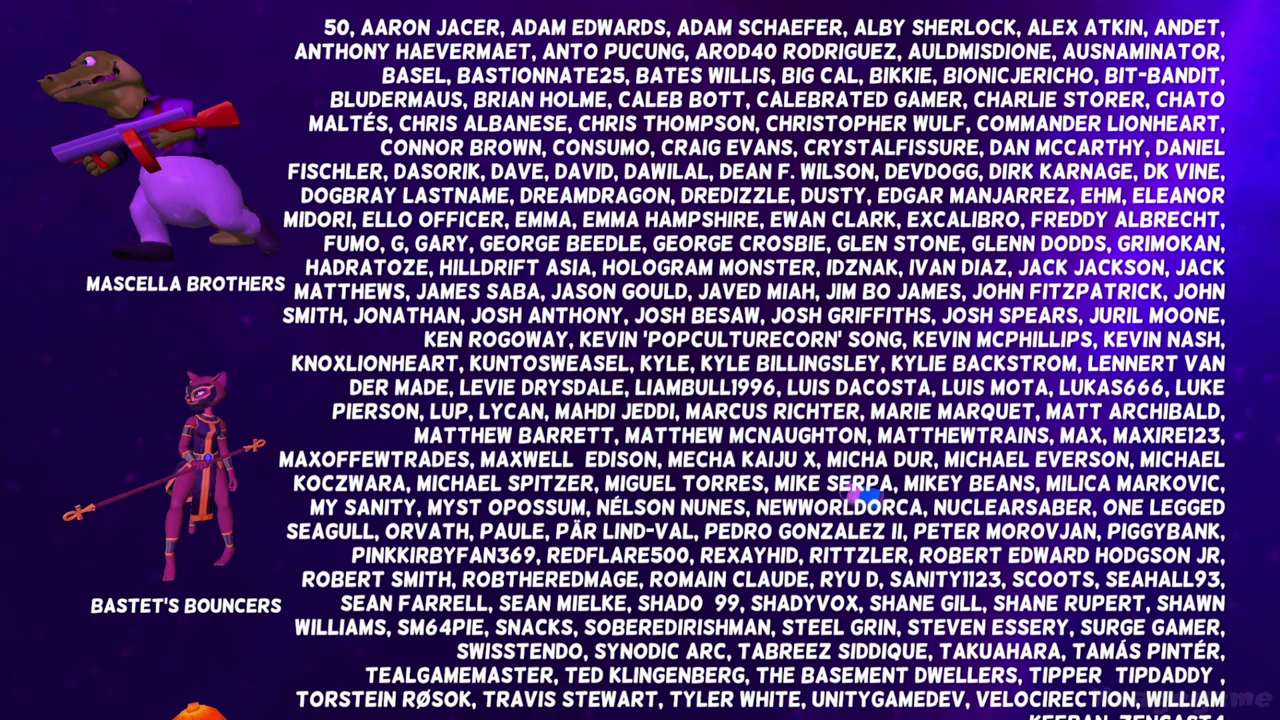 50, AARON JACER, ADAM EDWARDS, ADAM SCHAEFER, ALBY SHERLOCK, ALEX ATKIN, ANDET,
ANTHONY HAEVERMAET, ANTO PUCUNG, AROD40 RODRIGUEZ, AULDMISDIONE, AUSNAMINATOR,
BASEL, BASTIONNATE25, BATES WILLIS, BIG CAL, BIKKIE, BIONICJERICHO, BIT-BANDIT,
BLUDERMAUS, BRIAN HOLME, CALEB BOTT, CALEBRATED GAMER, CHARLIE STORER, CHATO
MALTÉS, CHRIS ALBANESE, CHRIS THOMPSON, CHRISTOPHER WULF, COMMANDER LIONHEART,
CONNOR BROWN, CONSUMO, CRAIG EVANS, CRYSTALFISSURE, DAN MCCARTHY, DANIEL
FISCHLER, DASORIK, DAVE, DAVID, DAWILAL, DEAN F. WILSON, DEVDOGG, DIRK KARNAGE, DK VINE,
DOGBRAY LASTNAME, DREAMDRAGON, DREDIZZLE, DUSTY, EDGAR MANJARREZ, EHM, ELEANOR
MIDORI, ELLO OFFICER, EMMA, EMMA HAMPSHIRE, EWAN CLARK, EXCALIBRO, FREDDY ALBRECHT,
FUMO, G, GARY, GEORGE BEEDLE, GEORGE CROSBIE, GLEN STONE, GLENN DODDS, GRIMOKAN,
HADRATOZE, HILLDRIFT ASIA, HOLOGRAM MONSTER, IDZNAK, IVAN DIAZ, JACK JACKSON, JACK
MASCELLA BROTHERS
MATTHEWS, JAMES SABA, JASON GOULD, JAVED MIAH, JIM BO JAMES, JOHN FITZPATRICK, JOHN
SMITH, JONATHAN, JOSH ANTHONY, JOSH BESAW, JOSH GRIFFITHS, JOSH SPEARS, JURIL MOONE,
KEN ROGOWAY, KEVIN 'POPCULTURECORN' SONG, KEVIN MCPHILLIPS, KEVIN NASH,
KNOXLIONHEART, KUNTOSWEASEL, KYLE, KYLE BILLINGSLEY, KYLIE BACKSTROM, LENNERT VAN
DER MADE, LEVIE DRYSDALE, LIAMBULL1996, LUIS DACOSTA, LUIS MOTA, LUKAS666, LUKE
PIERSON, LUP, LYCAN, MAHDI JEDDI, MARCUS RICHTER, MARIE MARQUET, MATT ARCHIBALD,
MATTHEW BARRETT, MATTHEW MCNAUGHTON, MATTHEWTRAINS, MAX, MAXIRE123,
MAXOFFEWTRADES, MAXWELL EDISON, MECHA KAIJU X, MICHA DUR, MICHAEL EVERSON, MICHAEL
KOCZWARA, MICHAEL SPITZER, MIGUEL TORRES, MIKE SERPA, MIKEY BEANS, MILICA MARKOVIC,
MY SANITY, MYST OPOSSUM, NÉLSON NUNES, NEWWORLDORCA, NUCLEARSABER, ONE LEGGED
SEAGULL, ORVATH, PAULE, PÄR LIND-VAL, PEDRO GONZALEZ II, PETER MOROVJAN, PIGGYBANK,
PINKKIRBYFAN369, REDFLARE500, REXAYHID, RITTZLER, ROBERT EDWARD HODGSON JR,
ROBERT SMITH, ROBTHEREDMAGE, ROMAIN CLAUDE, RYU D, SANITY1123, SCOOTS, SEAHALL93,
SEAN FARRELL, SEAN MIELKE, SHAD0 99, SHADYVOX, SHANE GILL, SHANE RUPERT, SHAWN
BASTET'S BOUNCERS
WILLIAMS, SM64PIE, SNACKS, SOBEREDIRISHMAN, STEEL GRIN, STEVEN ESSERY, SURGE GAMER,
SWISSTENDO, SYNODIC ARC, TABREEZ SIDDIQUE, TAKUAHARA, TAMÁS PINTÉR,
TEALGAMEMASTER, TED KLINGENBERG, THE BASEMENT DWELLERS, TIPPER TIPDADDY ,
TORSTEIN RØSOK, TRAVIS STEWART, TYLER WHITE, UNITYGAMEDEV, VELOCIRECTION, WILLIAM